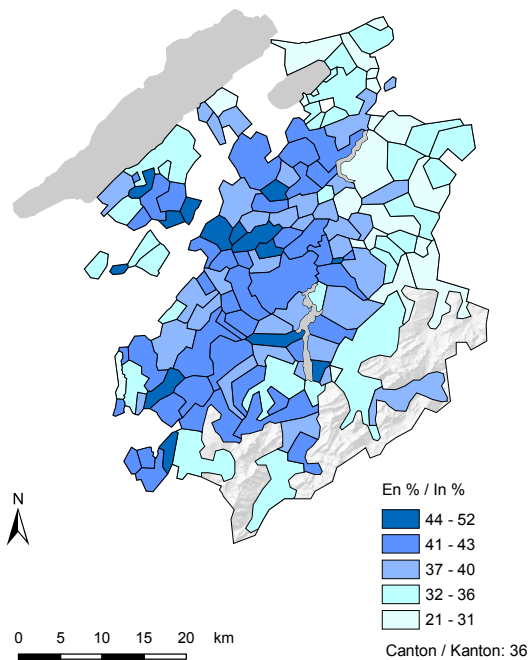 N
En % / In %
44 - 52
41 - 43
37 - 40
32 - 36
21 - 31
0 5 10 15 20 km
Canton / Kanton: 36